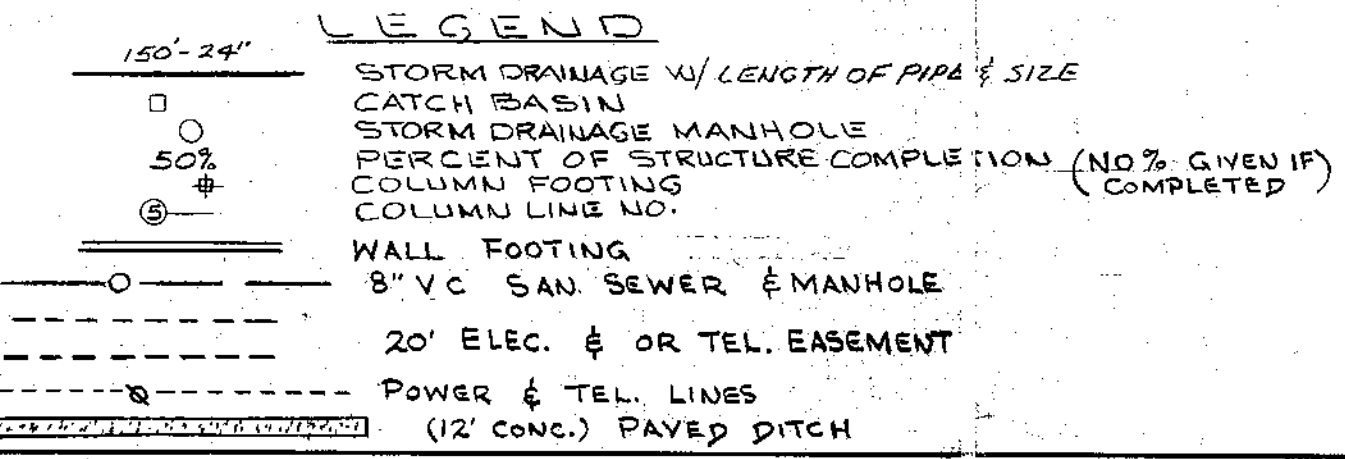 LEGEND
150'-24"
STORM DRAINAGE W/ LENGTH OF PIPE & SIZE
CATCH BASIN
STORM DRAINAGE MANHOLE
50% PERCENT OF STRUCTURE COMPLETION (NO % GIVEN IF COMPLETED)
COLUMN FOOTING
5 COLUMN LINE NO.
WALL FOOTING
8" VC SAN. SEWER & MANHOLE
20' ELEC. & OR TEL. EASEMENT
POWER & TEL. LINES
(12' CONC.) PAVED DITCH